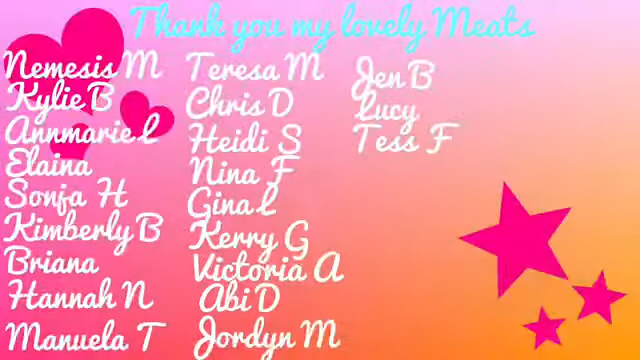 Thank you my lovely Meats
Nemesis M
Kylie B
Annmarie L
Elaina
Sonja H
Kimberly B
Briana
Hannah N
Manuela T
Teresa M
Chris D
Heidi S
Nina F
Gina L
Kerry G
Victoria A
Abi D
Jordyn M
Jen B
Lucy
Tess F